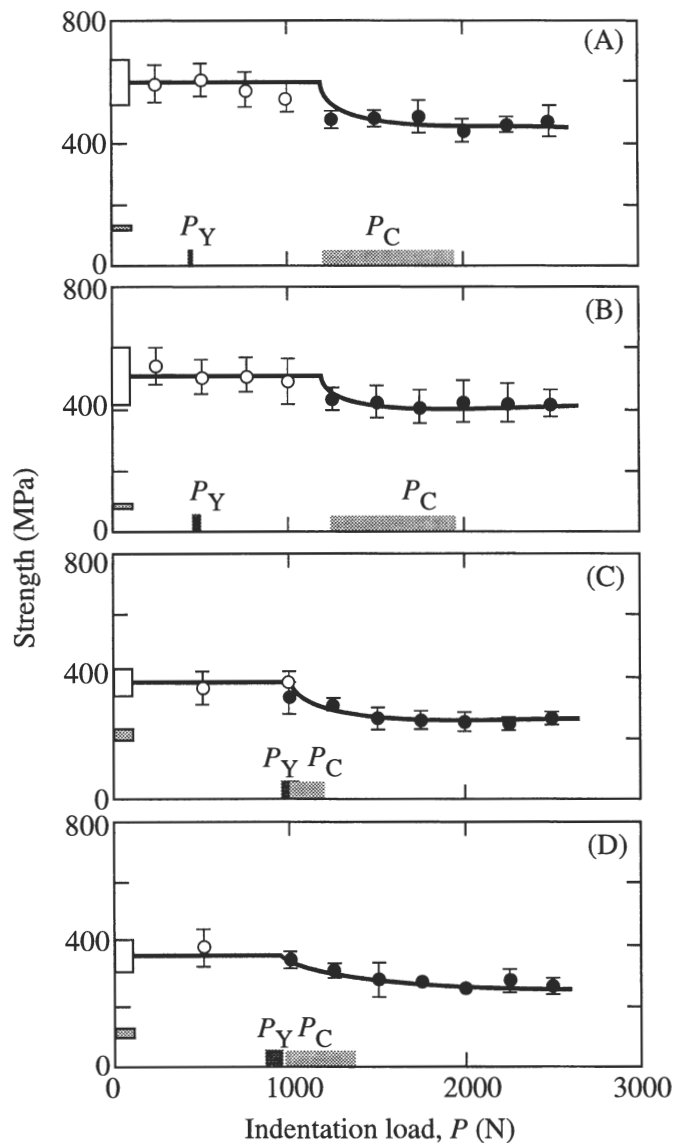 800
(A)
400
P_Y P_C
0
800
(B)
400
P_Y P_C
0
Strength (MPa)
800
(C)
400
P_Y P_C
0
800
(D)
400
P_Y P_C
0
0 1000 2000 3000
Indentation load, P (N)